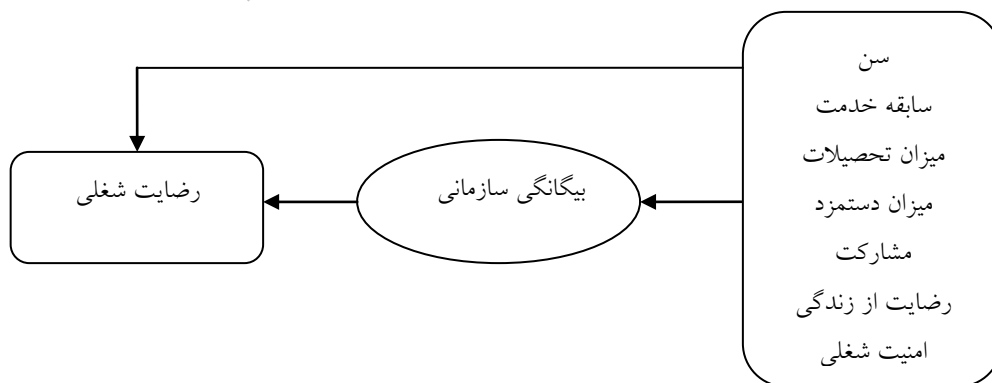 سن
سابقه خدمت
میزان تحصیلات
میزان دستمزد
مشارکت
رضایت از زندگی
امنیت شغلی
بیگانگی سازمانی
رضایت شغلی